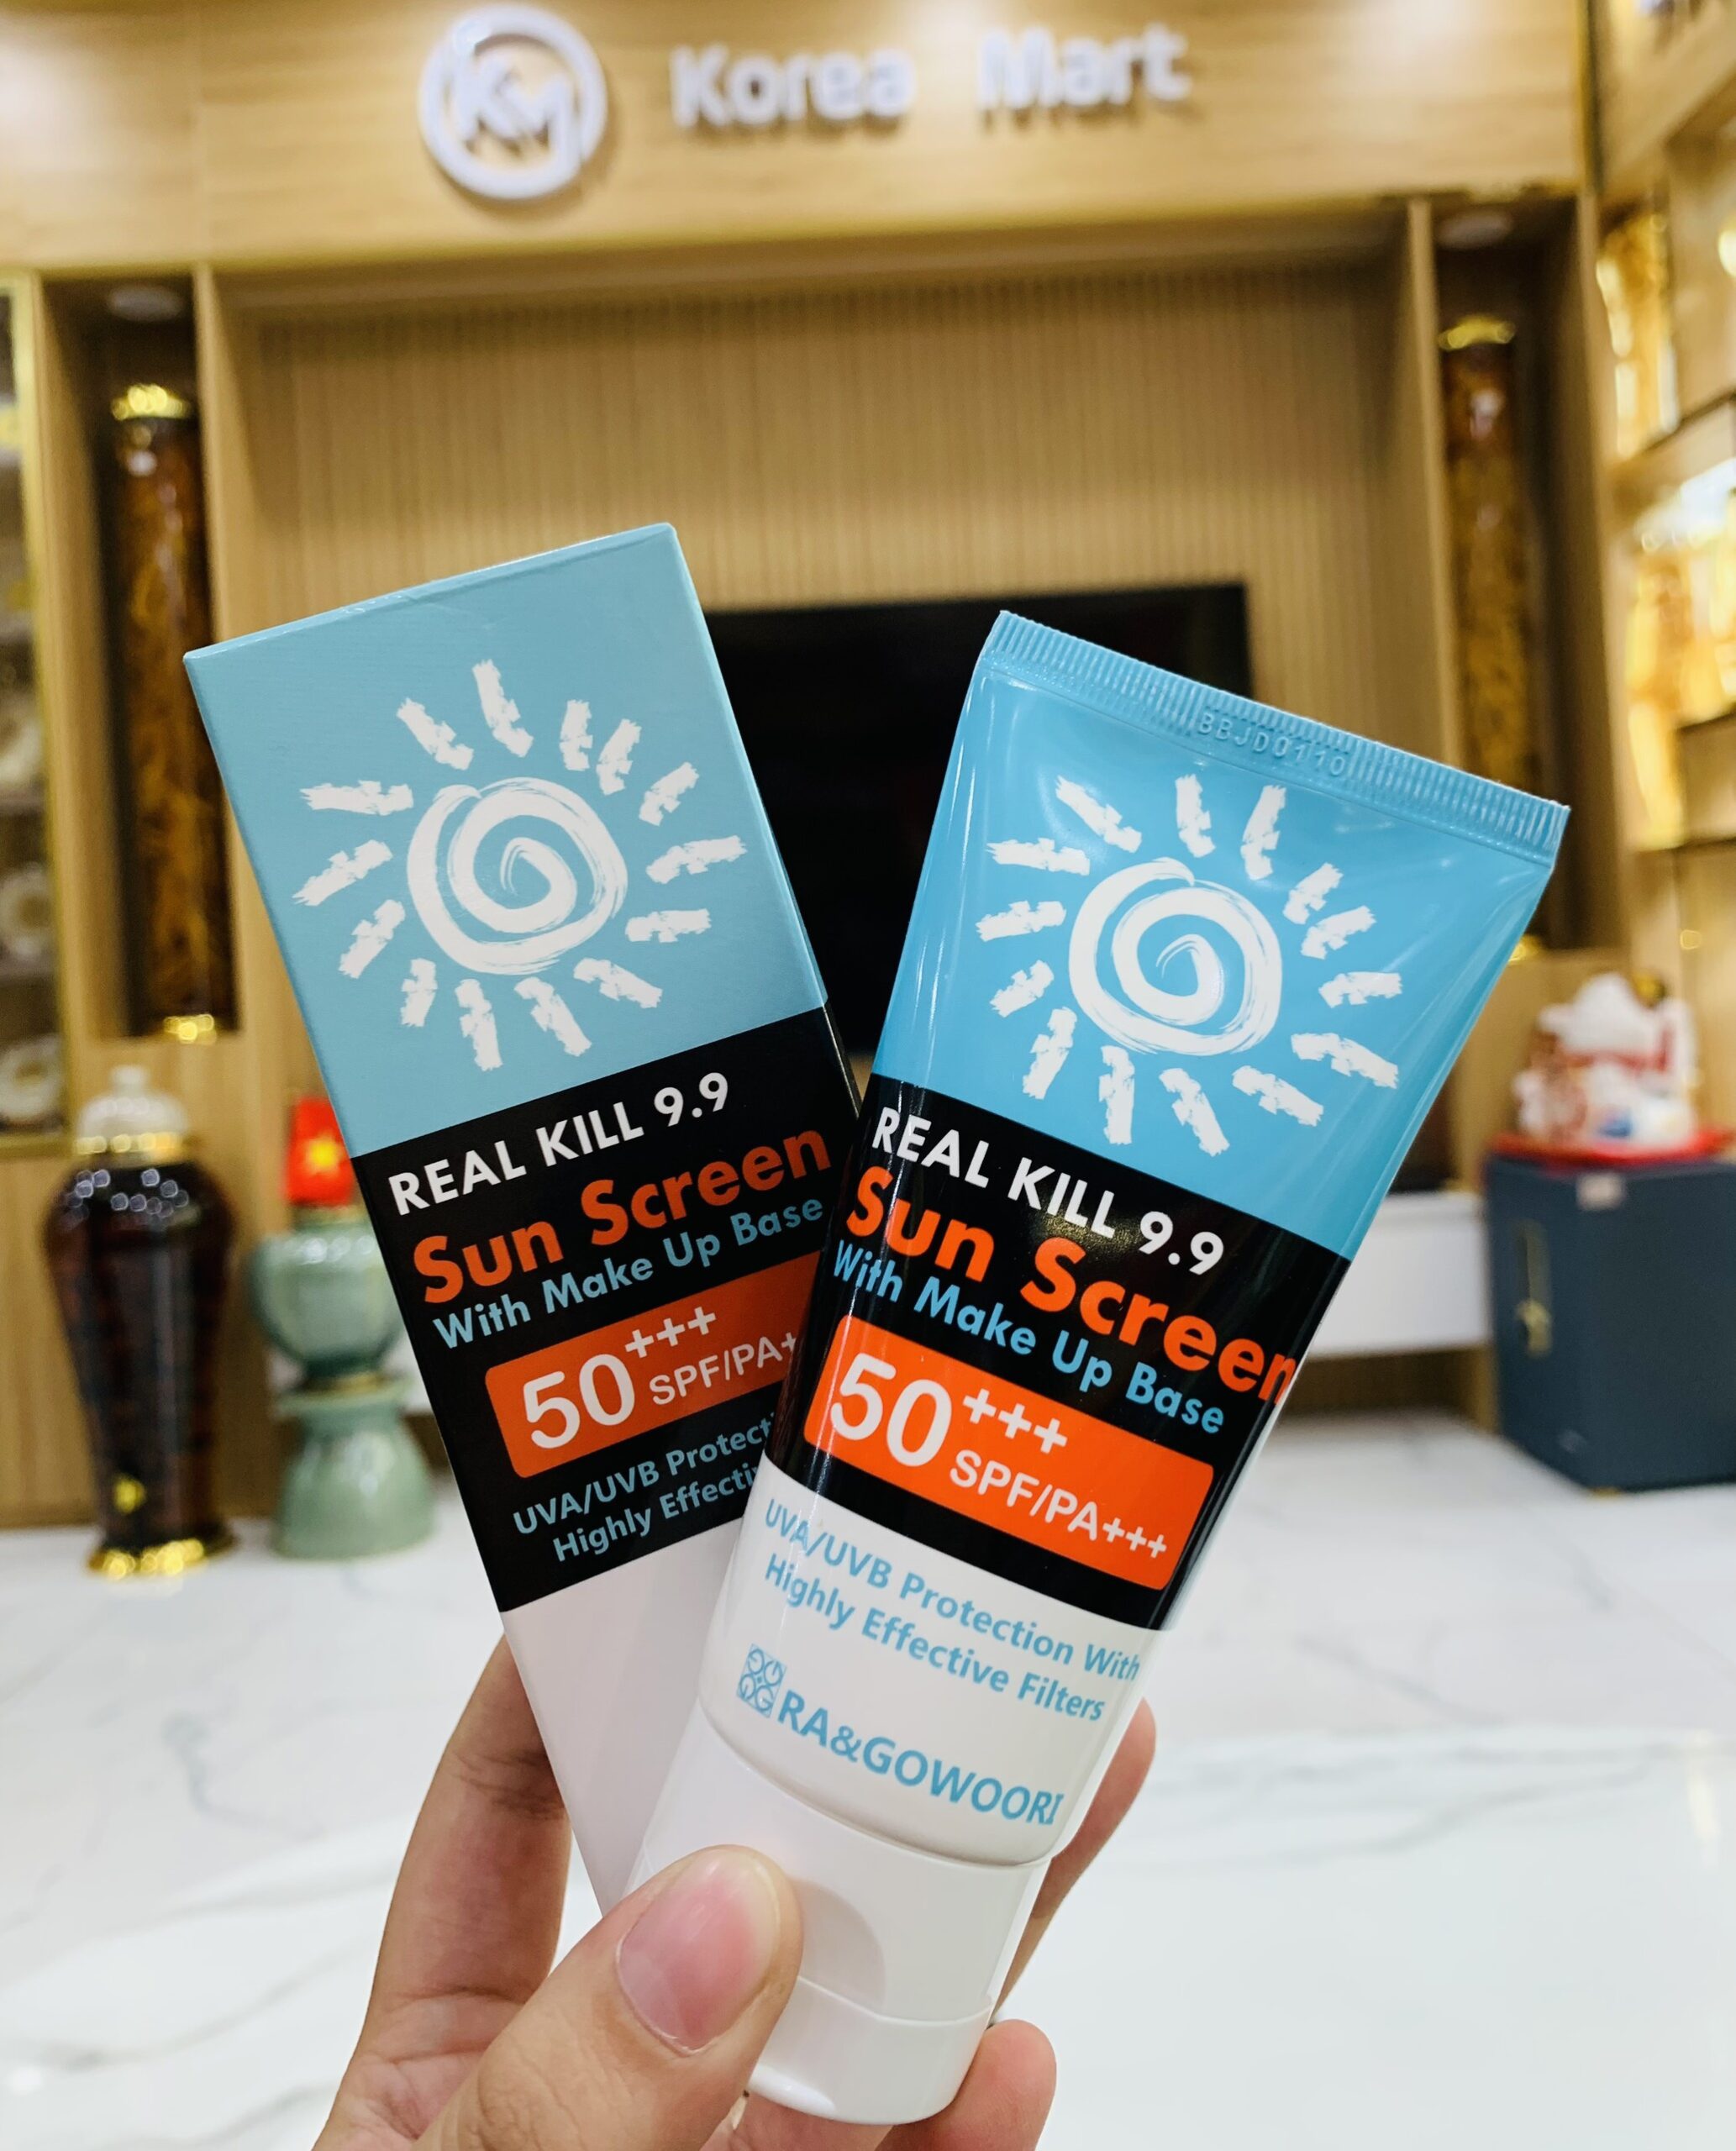 KM Korea Mart
REAL KILL 9.9
Sun Screen
With Make Up Base
50+++ SPF/PA+
UVA/UVB
Highly
BBJD0110
REAL KILL 9.9
Sun Screen
With Make Up Base
50+++ SPF/PA+++
UVA/UVB Protection With
Highly Effective Filters
RA&GOWOORI